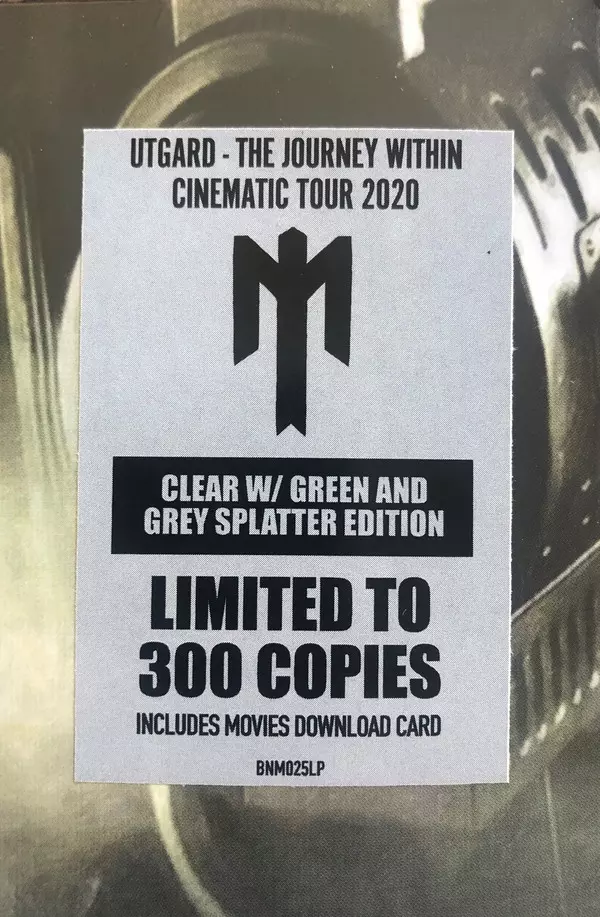 UTGARD - THE JOURNEY WITHIN
CINEMATIC TOUR 2020
CLEAR W/ GREEN AND
GREY SPLATTER EDITION
LIMITED TO
300 COPIES
INCLUDES MOVIES DOWNLOAD CARD
BNM025LP